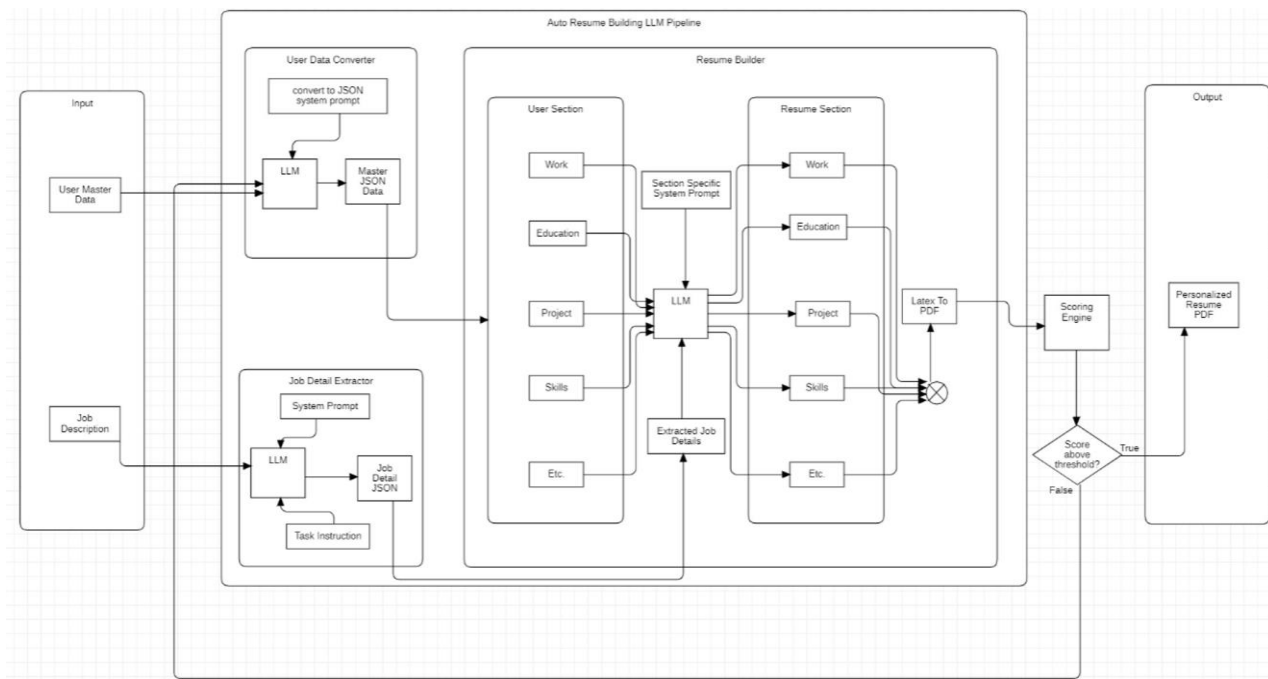 Auto Resume Building LLM Pipeline
Input
User Master
Data
Job
Description
User Data Converter
convert to JSON
system prompt
LLM
Master
JSON
Data
Job Detail Extractor
System Prompt
LLM
Job
Detail
JSON
Task Instruction
Resume Builder
User Section
Work
Education
Project
Skills
Etc.
Section Specific
System Prompt
LLM
Extracted Job
Details
Resume Section
Work
Education
Project
Skills
Etc.
Latex To
PDF
Scoring
Engine
Score
above
threshold?
True
False
Output
Personalized
Resume
PDF